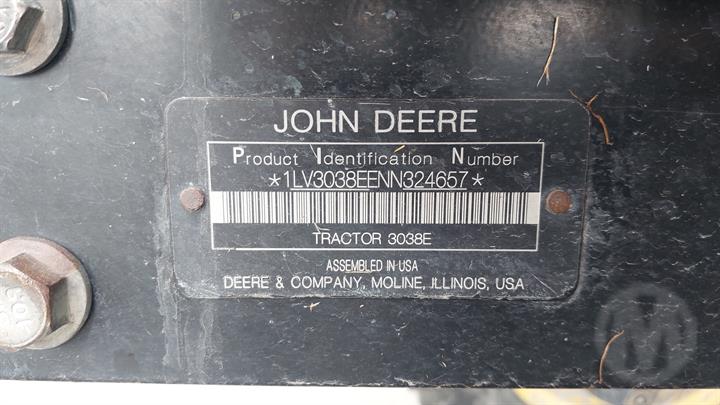 JOHN DEERE
Product Identification Number
*1LV3038EENN324657*
TRACTOR 3038E
ASSEMBLED IN USA
DEERE & COMPANY, MOLINE, ILLINOIS, USA
M